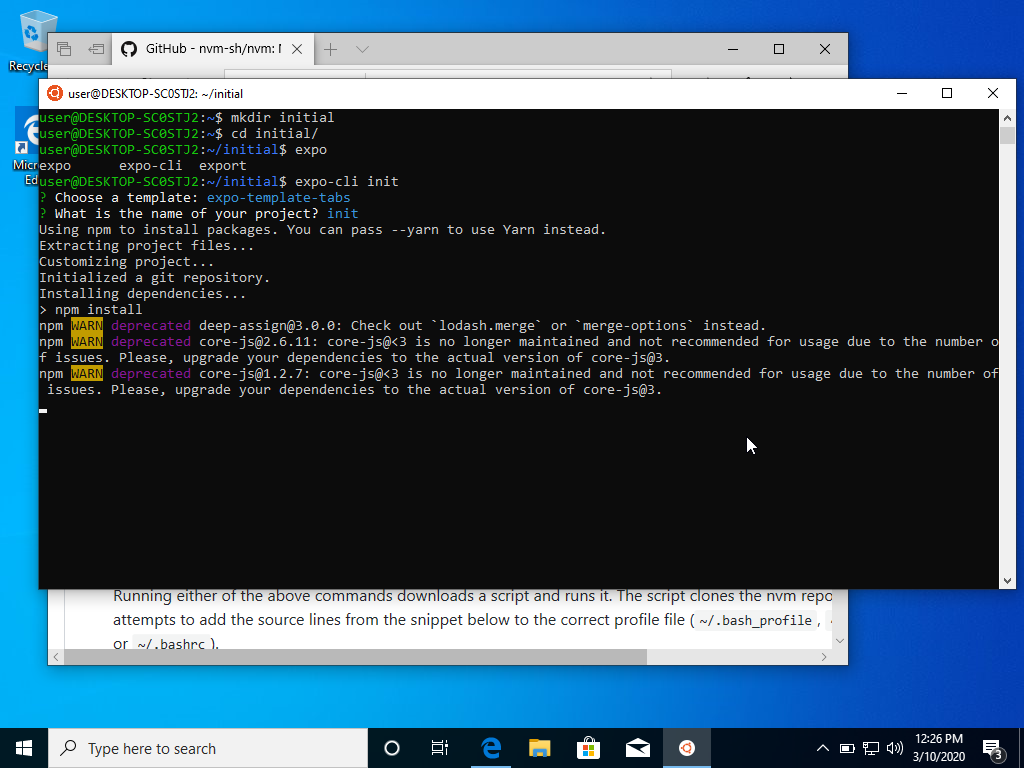 Recycle
GitHub - nvm-sh/nvm: N
user@DESKTOP-SC0STJ2: ~/initial
user@DESKTOP-SC0STJ2:~$ mkdir initial
user@DESKTOP-SC0STJ2:~$ cd initial/
user@DESKTOP-SC0STJ2:~/initial$ expo
expo      expo-cli  export
user@DESKTOP-SC0STJ2:~/initial$ expo-cli init
? Choose a template: expo-template-tabs
? What is the name of your project? init
Using npm to install packages. You can pass --yarn to use Yarn instead.
Extracting project files...
Customizing project...
Initialized a git repository.
Installing dependencies...
> npm install
npm WARN deprecated deep-assign@3.0.0: Check out `lodash.merge` or `merge-options` instead.
npm WARN deprecated core-js@2.6.11: core-js@<3 is no longer maintained and not recommended for usage due to the number o
f issues. Please, upgrade your dependencies to the actual version of core-js@3.
npm WARN deprecated core-js@1.2.7: core-js@<3 is no longer maintained and not recommended for usage due to the number of
 issues. Please, upgrade your dependencies to the actual version of core-js@3.
Micr
Ed
Running either of the above commands downloads a script and runs it. The script clones the nvm repo
attempts to add the source lines from the snippet below to the correct profile file ( ~/.bash_profile ,
or ~/.bashrc ).
Type here to search
12:26 PM
3/10/2020
3